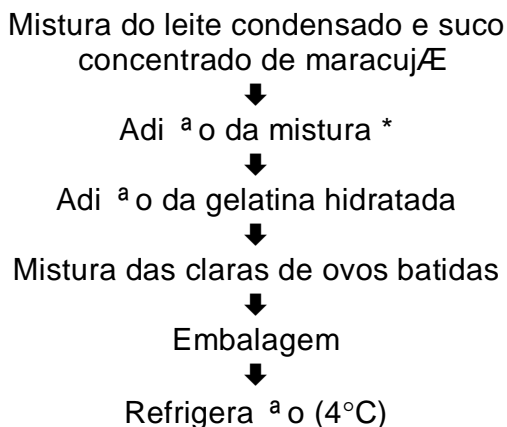 Mistura do leite condensado e suco
concentrado de maracujÆ
Adi ªo da mistura *
Adi ªo da gelatina hidratada
Mistura das claras de ovos batidas
Embalagem
Refrigera ªo (4°C)